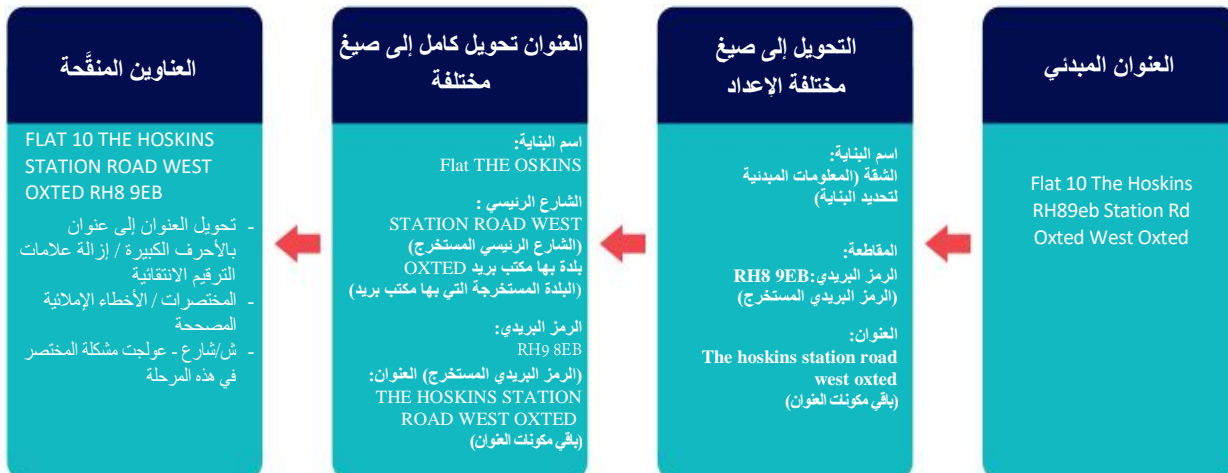 العنوان المبدئي
Flat 10 The Hoskins
RH89eb Station Rd
Oxted West Oxted
التحويل إلى صيغ
مختلفة الإعداد
اسم البناية:
الشقة (المعلومات المبدئية
لتحديد البناية)
المقاطعة:
الرمز البريدي:RH8 9EB
(الرمز البريدي المستخرج)
العنوان:
The hoskins station road
west oxted
(باقي مكونات العنوان)
العنوان تحويل كامل إلى صيغ
مختلفة
اسم البناية:
Flat THE OSKINS
الشارع الرئيسي :
STATION ROAD WEST
(الشارع الرئيسي المستخرج)
بلدة بها مكتب بريد OXTED
(البلدة المستخرجة التي بها مكتب بريد)
الرمز البريدي:
RH9 8EB
(الرمز البريدي المستخرج) العنوان:
THE HOSKINS STATION
ROAD WEST OXTED
(باقي مكونات العنوان)
العناوين المنقَّحة
FLAT 10 THE HOSKINS
STATION ROAD WEST
OXTED RH8 9EB
- تحويل العنوان إلى عنوان
بالأحرف الكبيرة / إزالة علامات
الترقيم الانتقائية
- المختصرات / الأخطاء الإملائية
المصححة
- ش/شارع - عولجت مشكلة المختصر
في هذه المرحلة